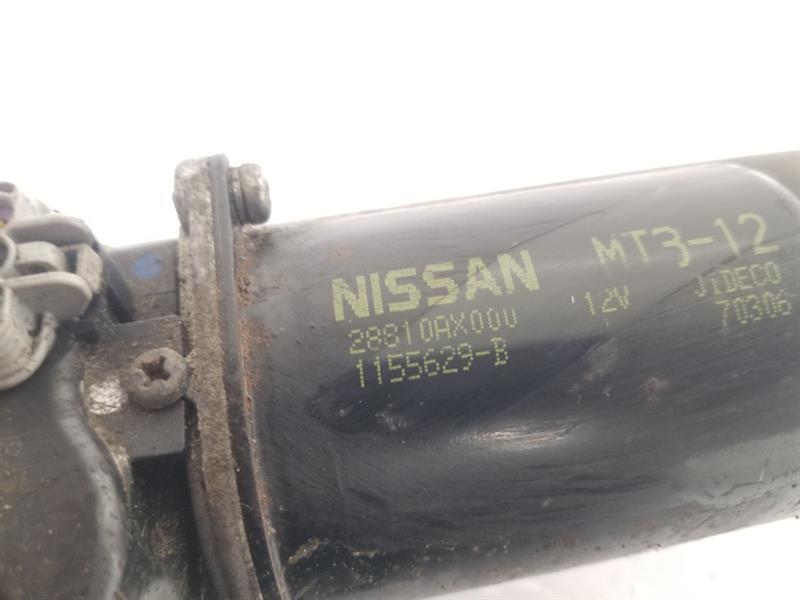 NISSAN
28810AX00U
1155629-B
MT3-12
12V
JIDECO
70306